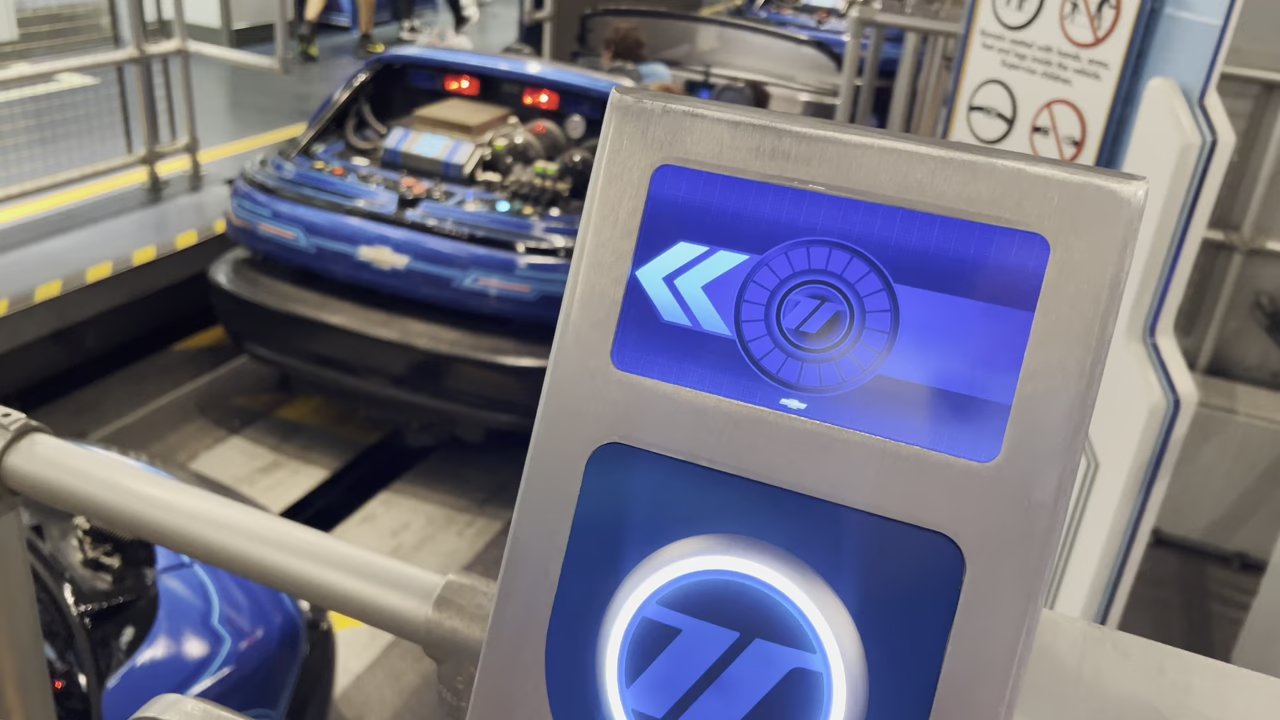 Remain seated with hands, arms,
feet and legs inside the vehicle.
Supervise children.